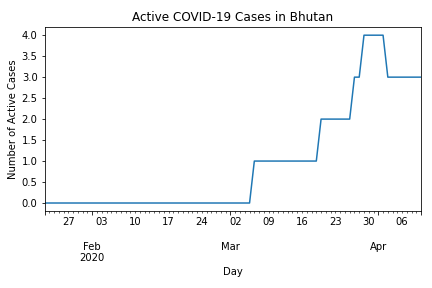 Active COVID-19 Cases in Bhutan
Number of Active Cases
4.0
3.5
3.0
2.5
2.0
1.5
1.0
0.5
0.0
27 03 10 17 24 02 09 16 23 30 06
Feb Mar Apr
2020
Day